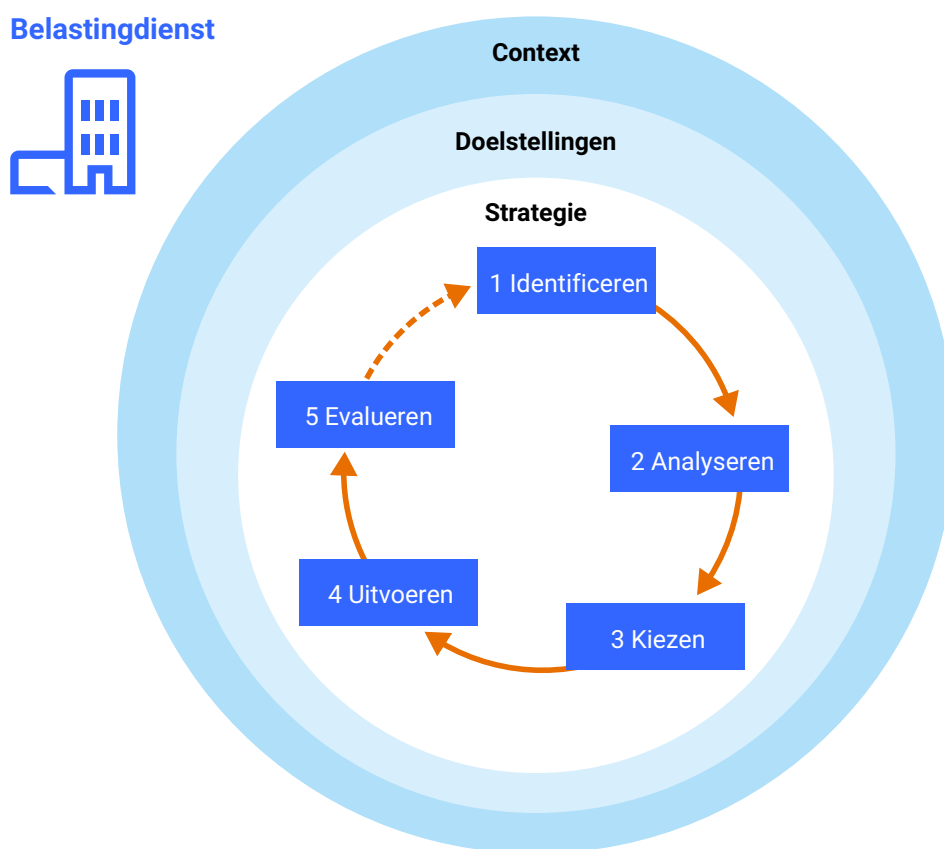 Belastingdienst
Context
Doelstellingen
Strategie
1 Identificeren
2 Analyseren
3 Kiezen
4 Uitvoeren
5 Evalueren